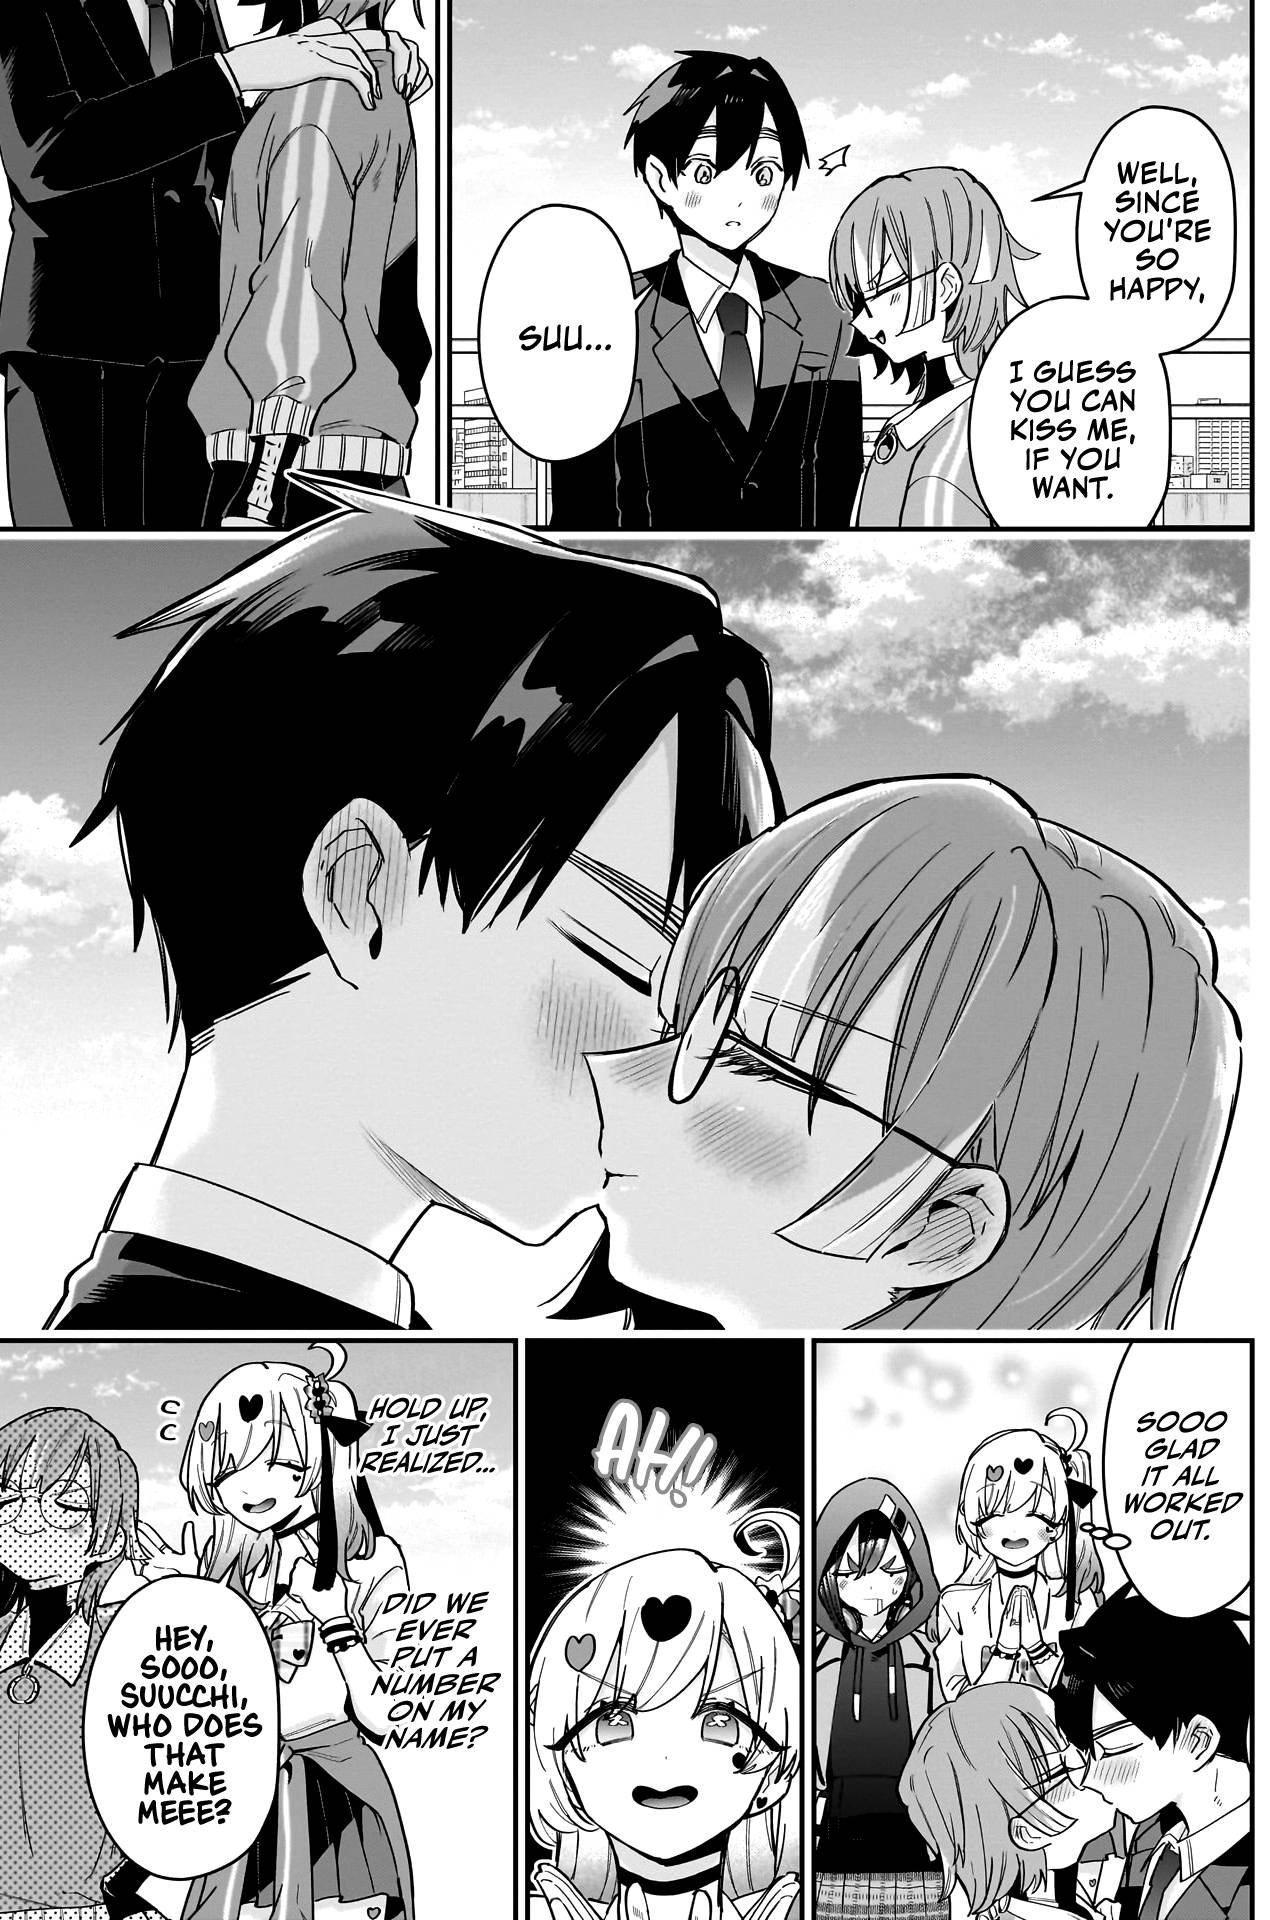 WELL,
SINCE
YOU'RE
SO
HAPPY,
I GUESS
YOU CAN
KISS ME,
IF YOU
WANT.
SUU...
SOOO
GLAD
IT ALL
WORKED
OUT.
AH!
HOLD UP,
I JUST
REALIZED...
DID WE
EVER
PUT A
NUMBER
ON MY
NAME?
HEY,
SOOO,
SUUCCHI,
WHO DOES
THAT
MAKE
MEEE?